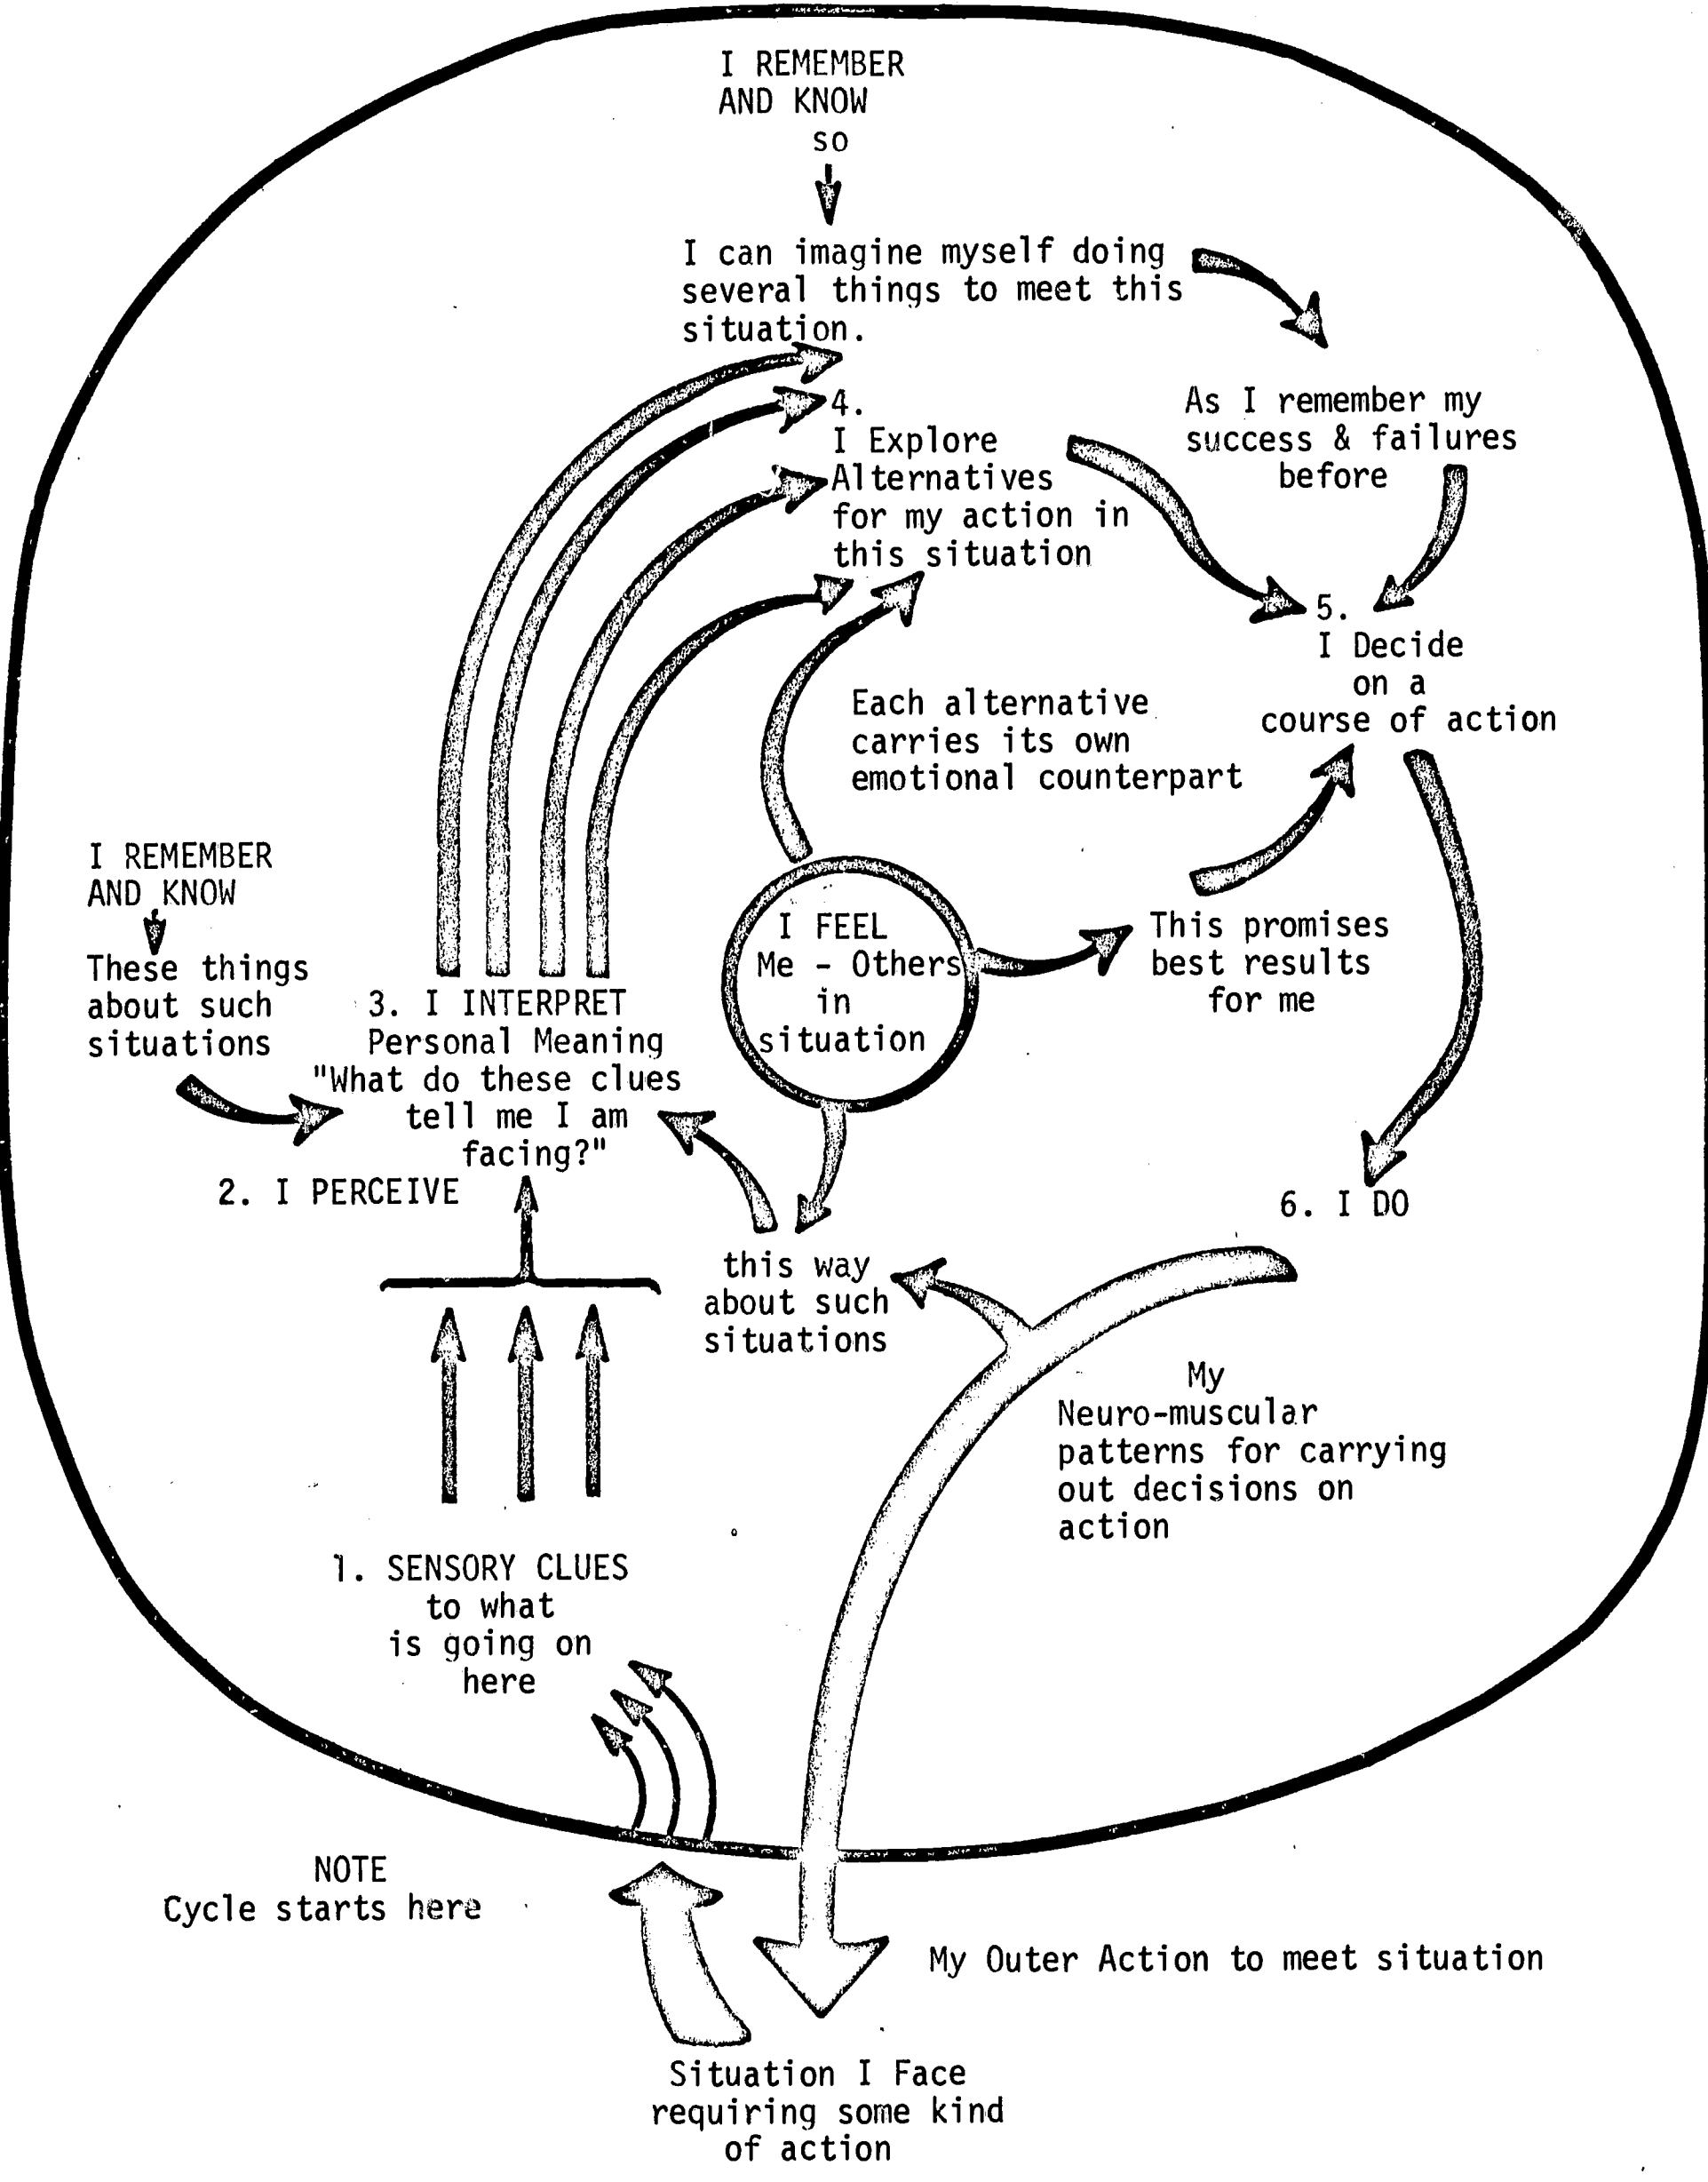 I REMEMBER
AND KNOW
so
I can imagine myself doing
several things to meet this
situation.
4.
I Explore
Alternatives
for my action in
this situation
As I remember my
success & failures
before
5.
I Decide
on a
course of action
Each alternative
carries its own
emotional counterpart
I REMEMBER
AND KNOW
These things
about such
situations
3. I INTERPRET
Personal Meaning
"What do these clues
tell me I am
facing?"
2. I PERCEIVE
I FEEL
Me - Others
in
situation
This promises
best results
for me
6. I DO
this way
about such
situations
My
Neuro-muscular
patterns for carrying
out decisions on
action
1. SENSORY CLUES
to what
is going on
here
NOTE
Cycle starts here
My Outer Action to meet situation
Situation I Face
requiring some kind
of action